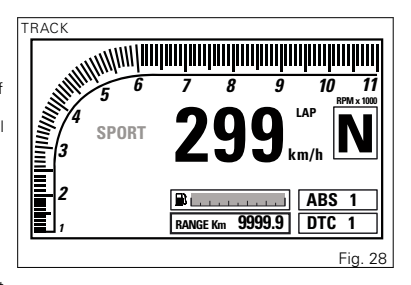 TRACK
6 7 8 9 10 11
5
RPM x 1000
4
LAP
SPORT 299 km/h N
3
2
ABS 1
RANGE Km 9999.9 DTC 1
1
Fig. 28